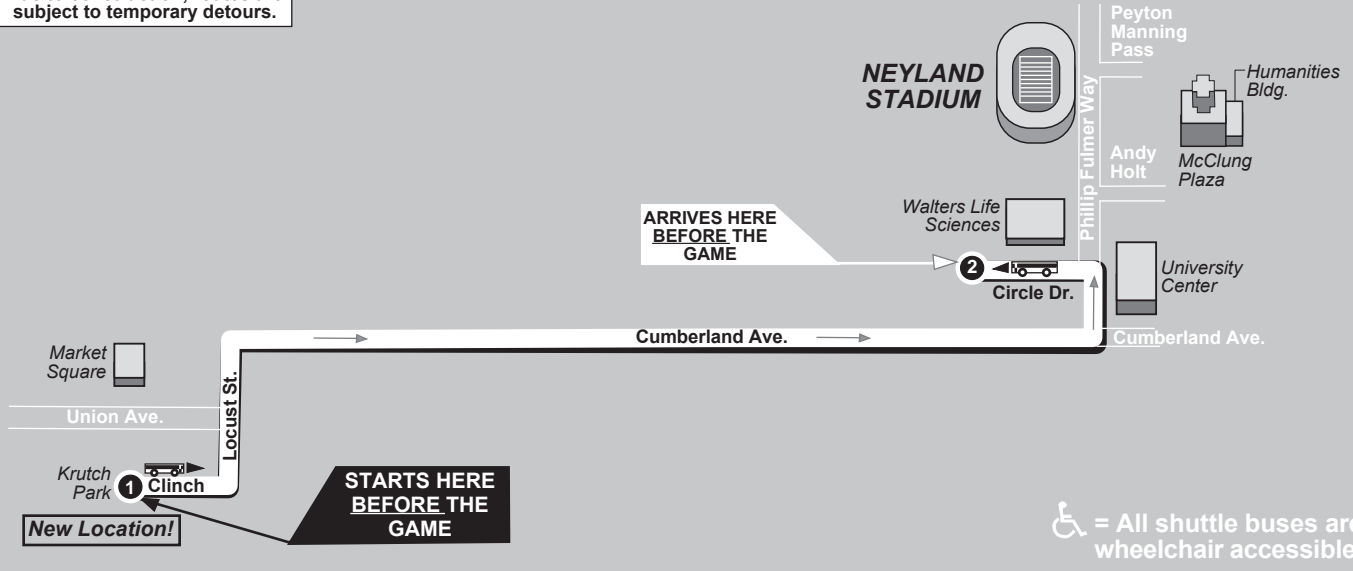 subject to temporary detours.
Peyton
Manning
Pass
NEYLAND
STADIUM
Humanities
Bldg.
Phillip Fulmer Way
Andy
Holt
McClung
Plaza
Walters Life
Sciences
ARRIVES HERE
BEFORE THE
GAME
2
Circle Dr.
University
Center
Cumberland Ave.
Cumberland Ave.
Market
Square
Locust St.
Union Ave.
Krutch
Park
1
Clinch
New Location!
STARTS HERE
BEFORE THE
GAME
= All shuttle buses are
wheelchair accessible